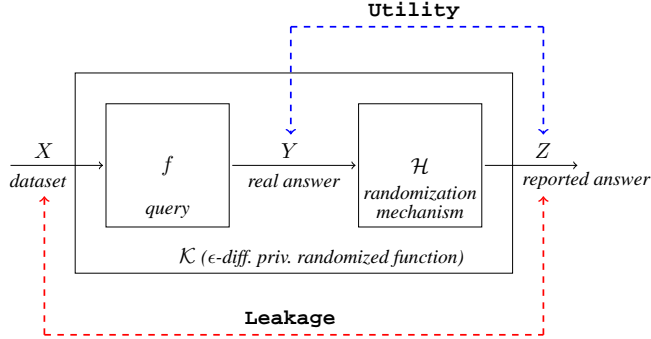 Utility
X
f
Y
H
Z
dataset
query
real answer
randomization
mechanism
reported answer
K (ϵ-diff. priv. randomized function)
Leakage